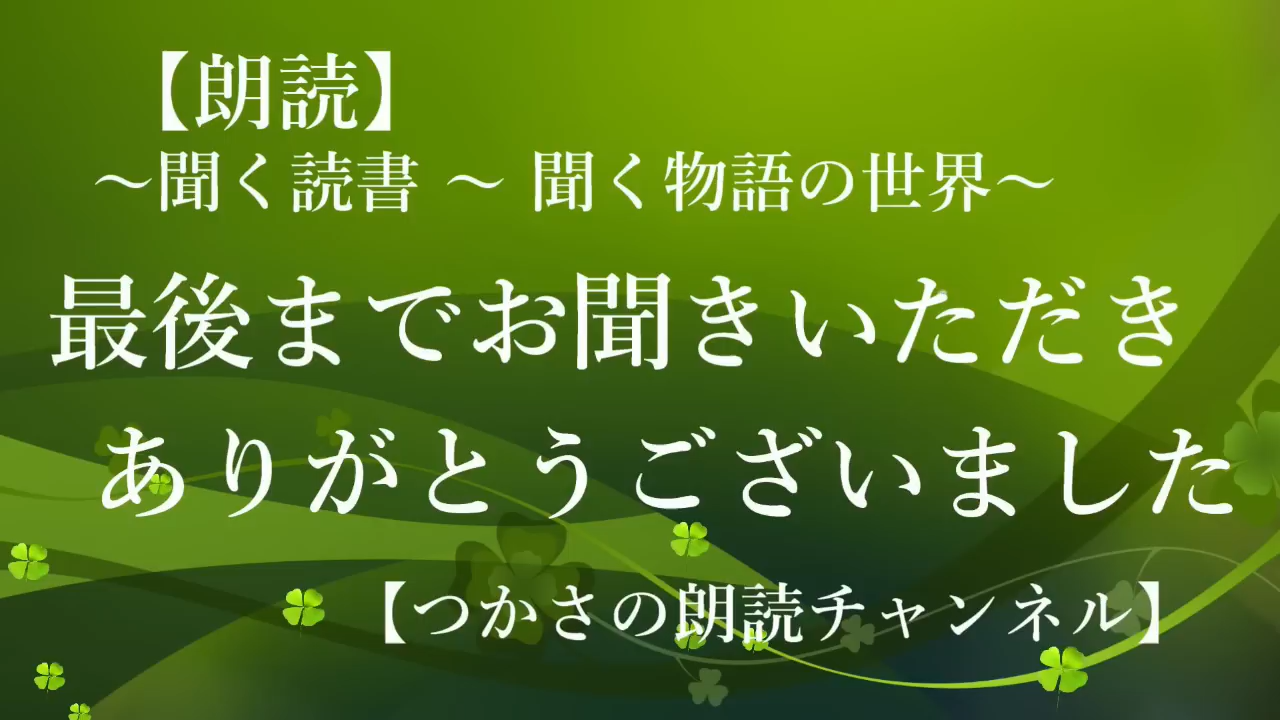 【朗読】
～聞く読書 ～ 聞く物語の世界～
最後までお聞きいただき
ありがとうございました
【つかさの朗読チャンネル】